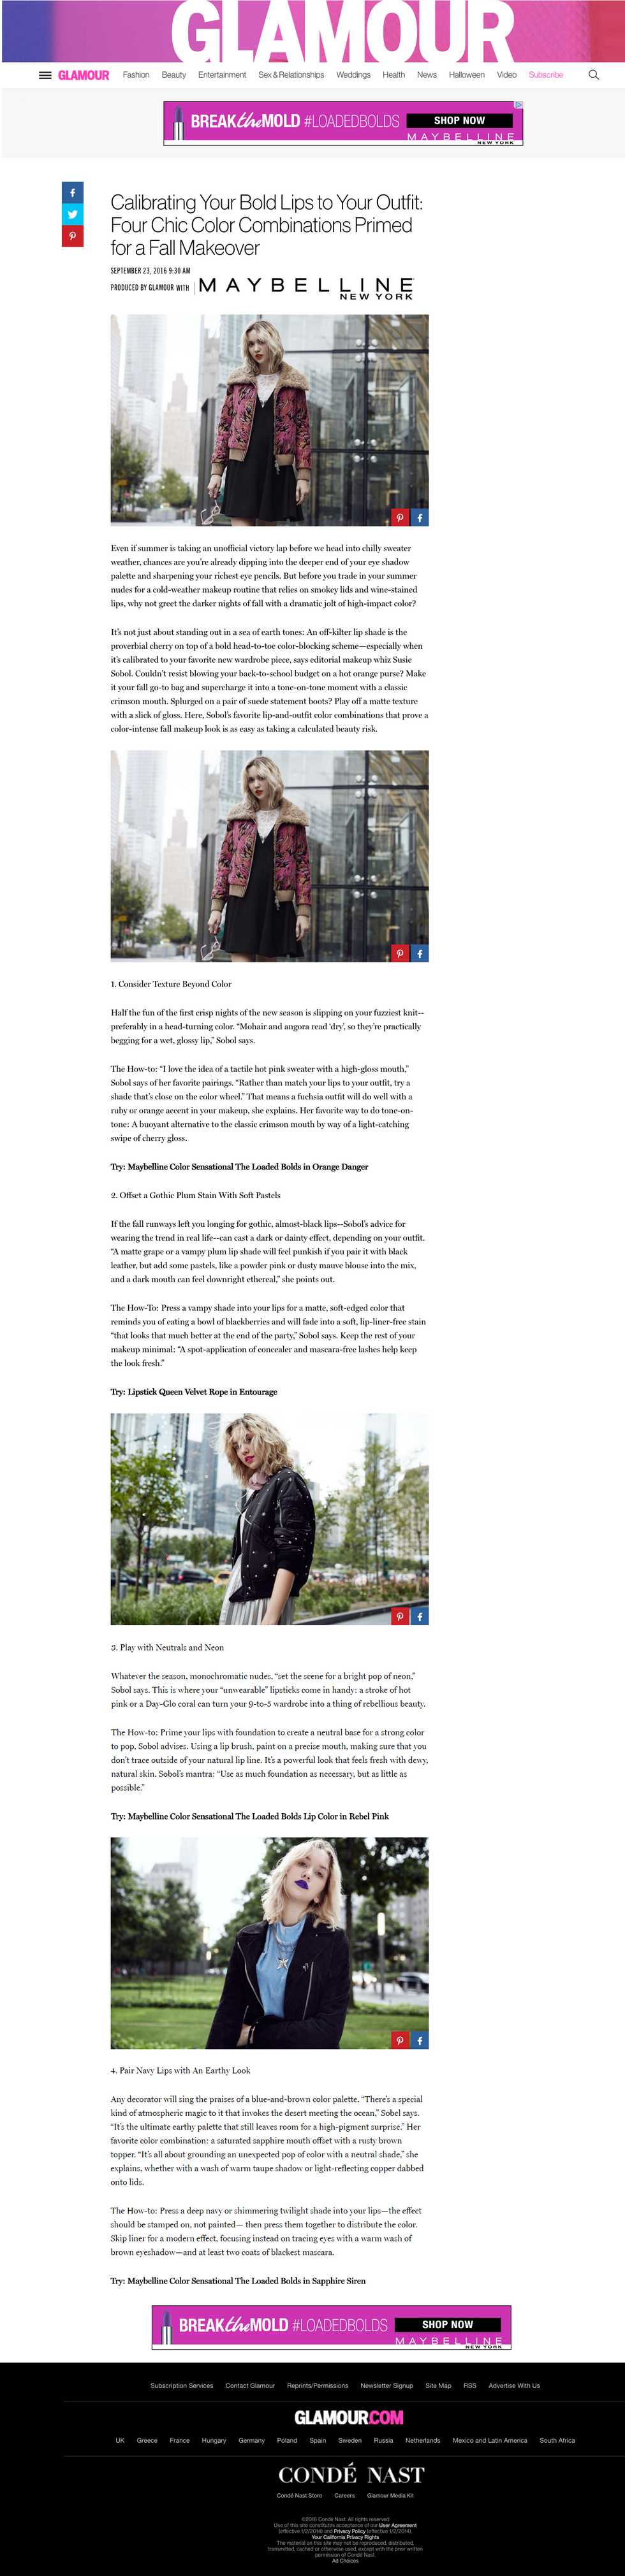 GLAMOUR
GLAMOUR Fashion Beauty Entertainment Sex & Relationships Weddings Health News Halloween Video Subscribe
BREAK the MOLD #LOADEDBOLDS SHOP NOW
MAYBELLINE
NEW YORK
Calibrating Your Bold Lips to Your Outfit:
Four Chic Color Combinations Primed
for a Fall Makeover
SEPTEMBER 23, 2016 9:30 AM
PRODUCED BY GLAMOUR WITH MAYBELLINE
NEW YORK
Even if summer is taking an unofficial victory lap before we head into chilly sweater
weather, chances are you're already dipping into the deeper end of your eye shadow
palette and sharpening your richest eye pencils. But before you trade in your summer
nudes for a cold-weather makeup routine that relies on smokey lids and wine-stained
lips, why not greet the darker nights of fall with a dramatic jolt of high-impact color?
It's not just about standing out in a sea of earth tones: An off-kilter lip shade is the
proverbial cherry on top of a bold head-to-toe color-blocking scheme—especially when
it's calibrated to your favorite new wardrobe piece, says editorial makeup whiz Susie
Sobol. Couldn't resist blowing your back-to-school budget on a hot orange purse? Make
it your fall go-to bag and supercharge it into a tone-on-tone moment with a classic
crimson mouth. Splurged on a pair of suede statement boots? Play off a matte texture
with a slick of gloss. Here, Sobol's favorite lip-and-outfit color combinations that prove a
color-intense fall makeup look is as easy as taking a calculated beauty risk.
1. Consider Texture Beyond Color
Half the fun of the first crisp nights of the new season is slipping on your fuzziest knit--
preferably in a head-turning color. "Mohair and angora read 'dry', so they're practically
begging for a wet, glossy lip," Sobol says.
The How-to: "I love the idea of a tactile hot pink sweater with a high-gloss mouth,"
Sobol says of her favorite pairings. "Rather than match your lips to your outfit, try a
shade that's close on the color wheel." That means a fuchsia outfit will do well with a
ruby or orange accent in your makeup, she explains. Her favorite way to do tone-on-
tone: A buoyant alternative to the classic crimson mouth by way of a light-catching
swipe of cherry gloss.
Try: Maybelline Color Sensational The Loaded Bolds in Orange Danger
2. Offset a Gothic Plum Stain With Soft Pastels
If the fall runways left you longing for gothic, almost-black lips--Sobol's advice for
wearing the trend in real life--can cast a dark or dainty effect, depending on your outfit.
"A matte grape or a vampy plum lip shade will feel punkish if you pair it with black
leather, but add some pastels, like a powder pink or dusty mauve blouse into the mix,
and a dark mouth can feel downright ethereal," she points out.
The How-To: Press a vampy shade into your lips for a matte, soft-edged color that
reminds you of eating a bowl of blackberries and will fade into a soft, lip-liner-free stain
"that looks that much better at the end of the party," Sobol says. Keep the rest of your
makeup minimal: "A spot-application of concealer and mascara-free lashes help keep
the look fresh."
Try: Lipstick Queen Velvet Rope in Entourage
3. Play with Neutrals and Neon
Whatever the season, monochromatic nudes, "set the scene for a bright pop of neon,"
Sobol says. This is where your "unwearable" lipsticks come in handy: a stroke of hot
pink or a Day-Glo coral can turn your 9-to-5 wardrobe into a thing of rebellious beauty.
The How-to: Prime your lips with foundation to create a neutral base for a strong color
to pop, Sobol advises. Using a lip brush, paint on a precise mouth, making sure that you
don't trace outside of your natural lip line. It's a powerful look that feels fresh with dewy,
natural skin. Sobol's mantra: "Use as much foundation as necessary, but as little as
possible."
Try: Maybelline Color Sensational The Loaded Bolds Lip Color in Rebel Pink
4. Pair Navy Lips with An Earthy Look
Any decorator will sing the praises of a blue-and-brown color palette. "There's a special
kind of atmospheric magic to it that invokes the desert meeting the ocean," Sobel says.
"It's the ultimate earthy palette that still leaves room for a high-pigment surprise." Her
favorite color combination: a saturated sapphire mouth offset with a rusty brown
topper. "It's all about grounding an unexpected pop of color with a neutral shade," she
explains, whether with a wash of warm taupe shadow or light-reflecting copper dabbed
onto lids.
The How-to: Press a deep navy or shimmering twilight shade into your lips—the effect
should be stamped on, not painted— then press them together to distribute the color.
Skip liner for a modern effect, focusing instead on tracing eyes with a warm wash of
brown eyeshadow—and at least two coats of blackest mascara.
Try: Maybelline Color Sensational The Loaded Bolds in Sapphire Siren
BREAK the MOLD #LOADEDBOLDS SHOP NOW
MAYBELLINE
NEW YORK
Subscription Services Contact Glamour Reprints/Permissions Newsletter Signup Site Map RSS Advertise With Us
GLAMOUR.COM
UK Greece France Hungary Germany Poland Spain Sweden Russia Netherlands Mexico and Latin America South Africa
CONDÉ NAST
Condé Nast Store Careers Glamour Media Kit
©2016 Condé Nast. All rights reserved
Use of this site constitutes acceptance of our User Agreement
(effective 1/2/2014) and Privacy Policy (effective 1/2/2014).
Your California Privacy Rights
The material on this site may not be reproduced, distributed,
transmitted, cached or otherwise used, except with the prior written
permission of Condé Nast.
Ad Choices